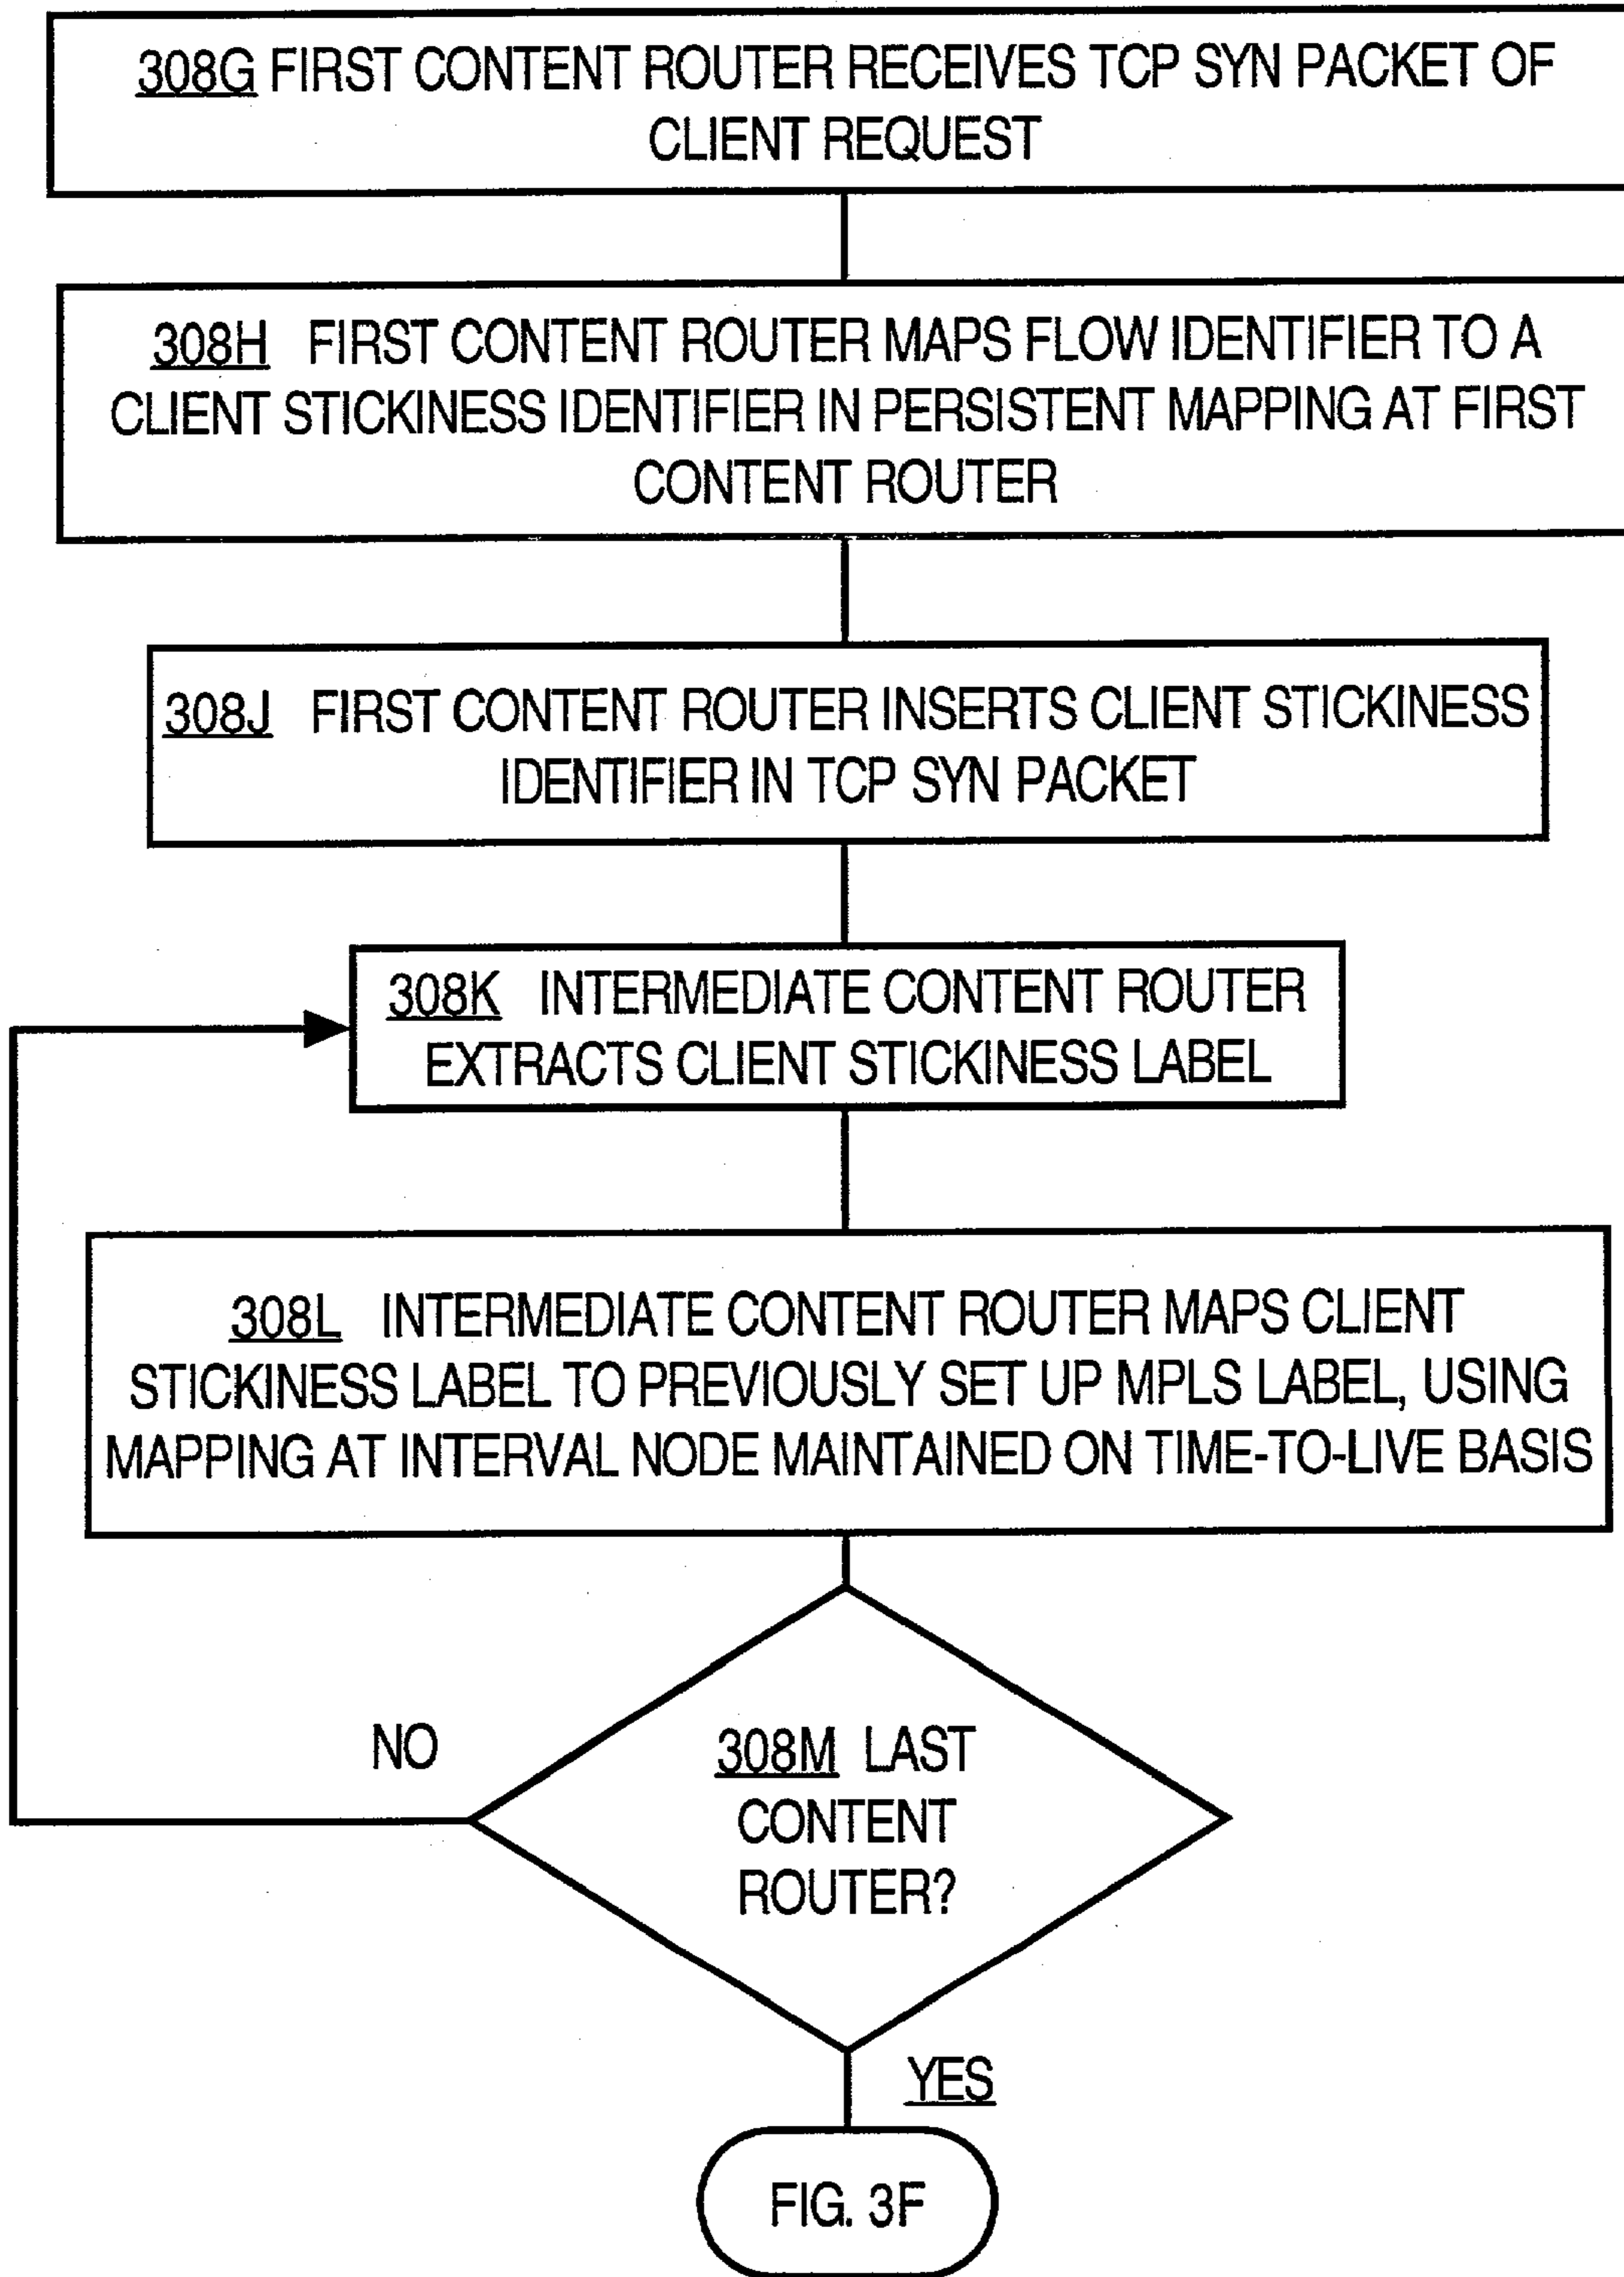 308G FIRST CONTENT ROUTER RECEIVES TCP SYN PACKET OF
CLIENT REQUEST
308H FIRST CONTENT ROUTER MAPS FLOW IDENTIFIER TO A
CLIENT STICKINESS IDENTIFIER IN PERSISTENT MAPPING AT FIRST
CONTENT ROUTER
308J FIRST CONTENT ROUTER INSERTS CLIENT STICKINESS
IDENTIFIER IN TCP SYN PACKET
308K INTERMEDIATE CONTENT ROUTER
EXTRACTS CLIENT STICKINESS LABEL
308L INTERMEDIATE CONTENT ROUTER MAPS CLIENT
STICKINESS LABEL TO PREVIOUSLY SET UP MPLS LABEL, USING
MAPPING AT INTERVAL NODE MAINTAINED ON TIME-TO-LIVE BASIS
NO
308M LAST
CONTENT
ROUTER?
YES
FIG. 3F